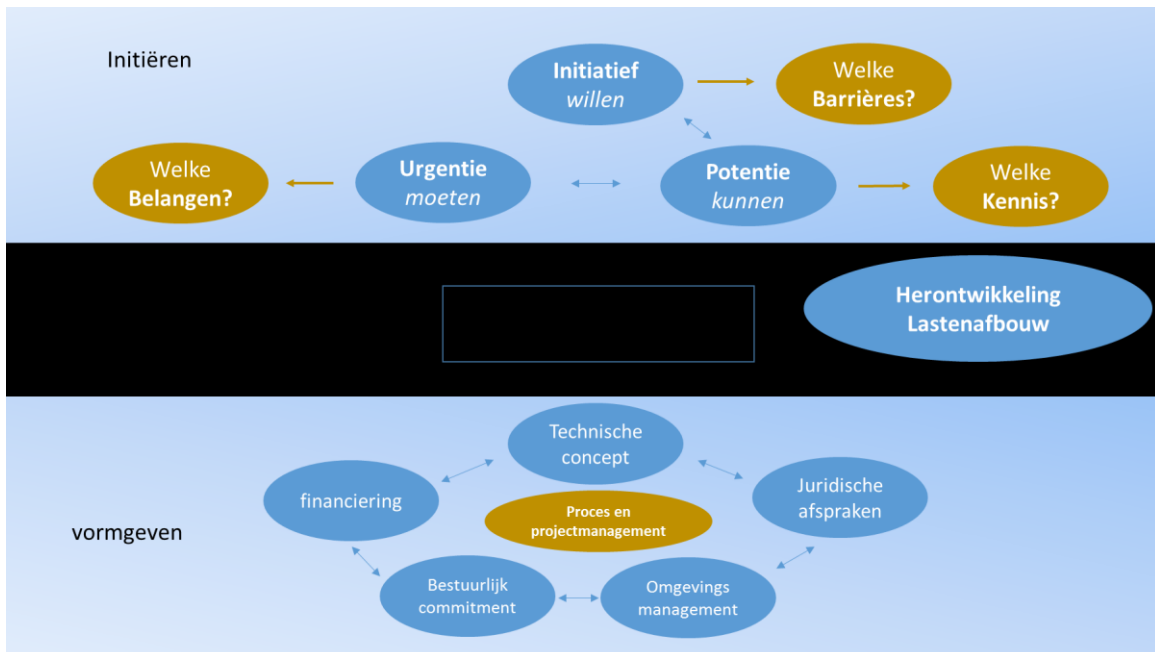 Initiëren
Initiatief
willen
Welke
Barrières?
Welke
Belangen?
Urgentie
moeten
Potentie
kunnen
Welke
Kennis?
Herontwikkeling
Lastenafbouw
Technische
concept
financiering
Juridische
afspraken
Proces en
projectmanagement
vormgeven
Bestuurlijk
commitment
Omgevings
management